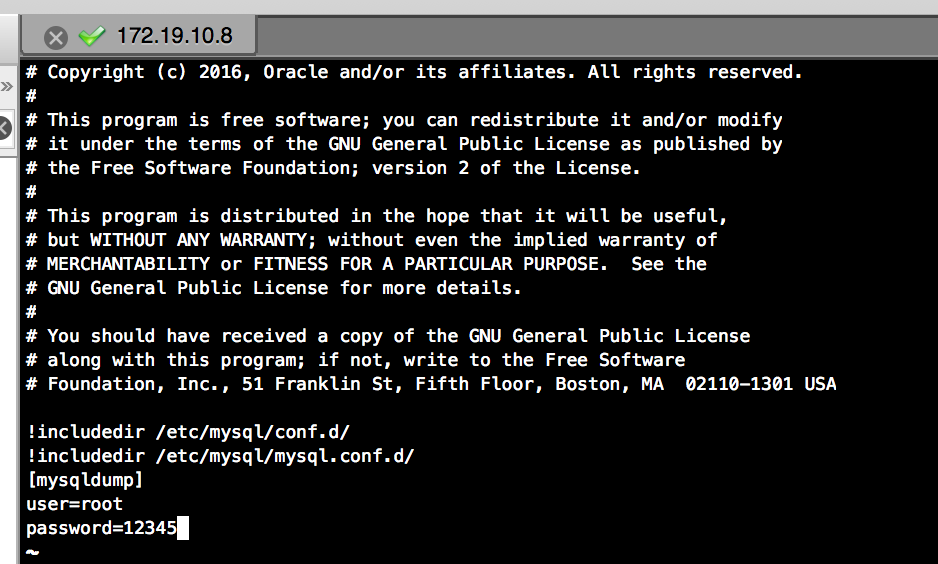 172.19.10.8
# Copyright (c) 2016, Oracle and/or its affiliates. All rights reserved.
#
# This program is free software; you can redistribute it and/or modify
# it under the terms of the GNU General Public License as published by
# the Free Software Foundation; version 2 of the License.
#
# This program is distributed in the hope that it will be useful,
# but WITHOUT ANY WARRANTY; without even the implied warranty of
# MERCHANTABILITY or FITNESS FOR A PARTICULAR PURPOSE.  See the
# GNU General Public License for more details.
#
# You should have received a copy of the GNU General Public License
# along with this program; if not, write to the Free Software
# Foundation, Inc., 51 Franklin St, Fifth Floor, Boston, MA  02110-1301 USA

!includedir /etc/mysql/conf.d/
!includedir /etc/mysql/mysql.conf.d/
[mysqldump]
user=root
password=12345
~